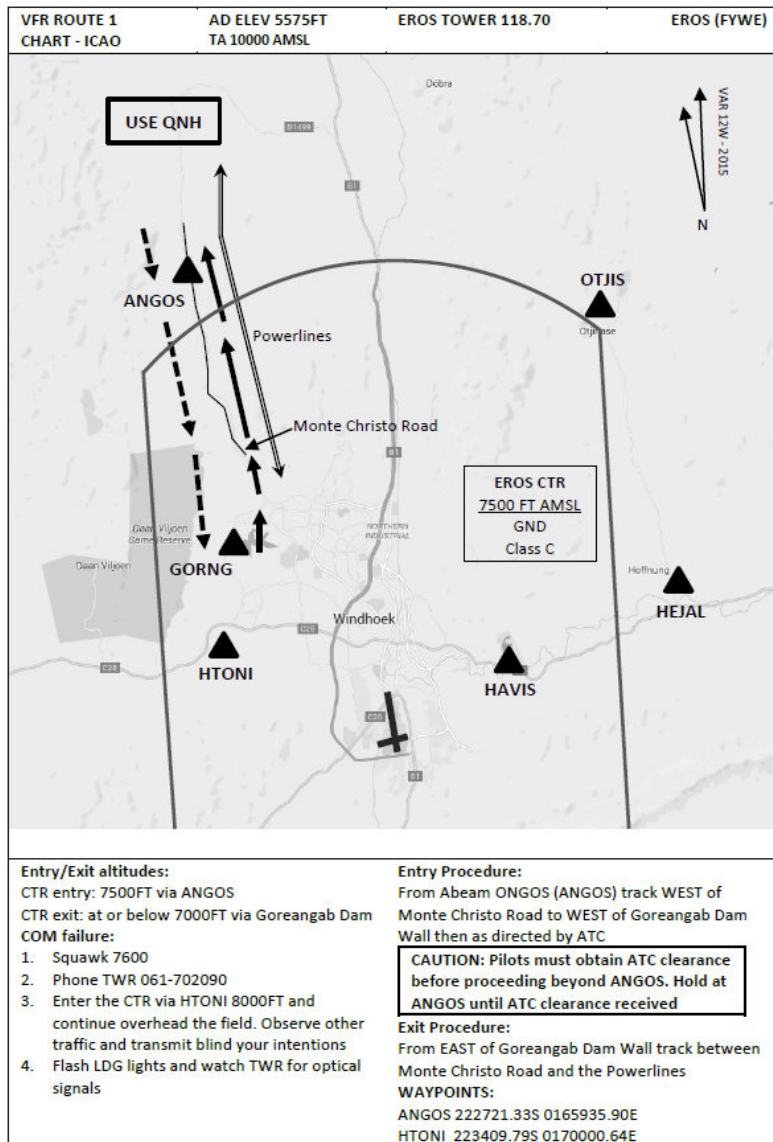 VFR ROUTE 1
CHART - ICAO
AD ELEV 5575FT
TA 10000 AMSL
EROS TOWER 118.70
EROS (FYWE)
Döbra
USE QNH
D1499
B1
VAR 12W - 2015
N
ANGOS
OTJIS
Otjihase
Powerlines
Monte Christo Road
B1
EROS CTR
7500 FT AMSL
GND
Class C
NORTHERN
INDUSTRIAL
Daan Viljoen
Game Reserve
Daan Viljoen
GORNG
Hoffnung
HEJAL
Windhoek
C28
C28
HTONI
HAVIS
C26
B1
Entry/Exit altitudes:
CTR entry: 7500FT via ANGOS
CTR exit: at or below 7000FT via Goreangab Dam
COM failure:
1. Squawk 7600
2. Phone TWR 061-702090
3. Enter the CTR via HTONI 8000FT and
continue overhead the field. Observe other
traffic and transmit blind your intentions
4. Flash LDG lights and watch TWR for optical
signals
Entry Procedure:
From Abeam ONGOS (ANGOS) track WEST of
Monte Christo Road to WEST of Goreangab Dam
Wall then as directed by ATC
CAUTION: Pilots must obtain ATC clearance
before proceeding beyond ANGOS. Hold at
ANGOS until ATC clearance received
Exit Procedure:
From EAST of Goreangab Dam Wall track between
Monte Christo Road and the Powerlines
WAYPOINTS:
ANGOS 222721.33S 0165935.90E
HTONI 223409.79S 0170000.64E